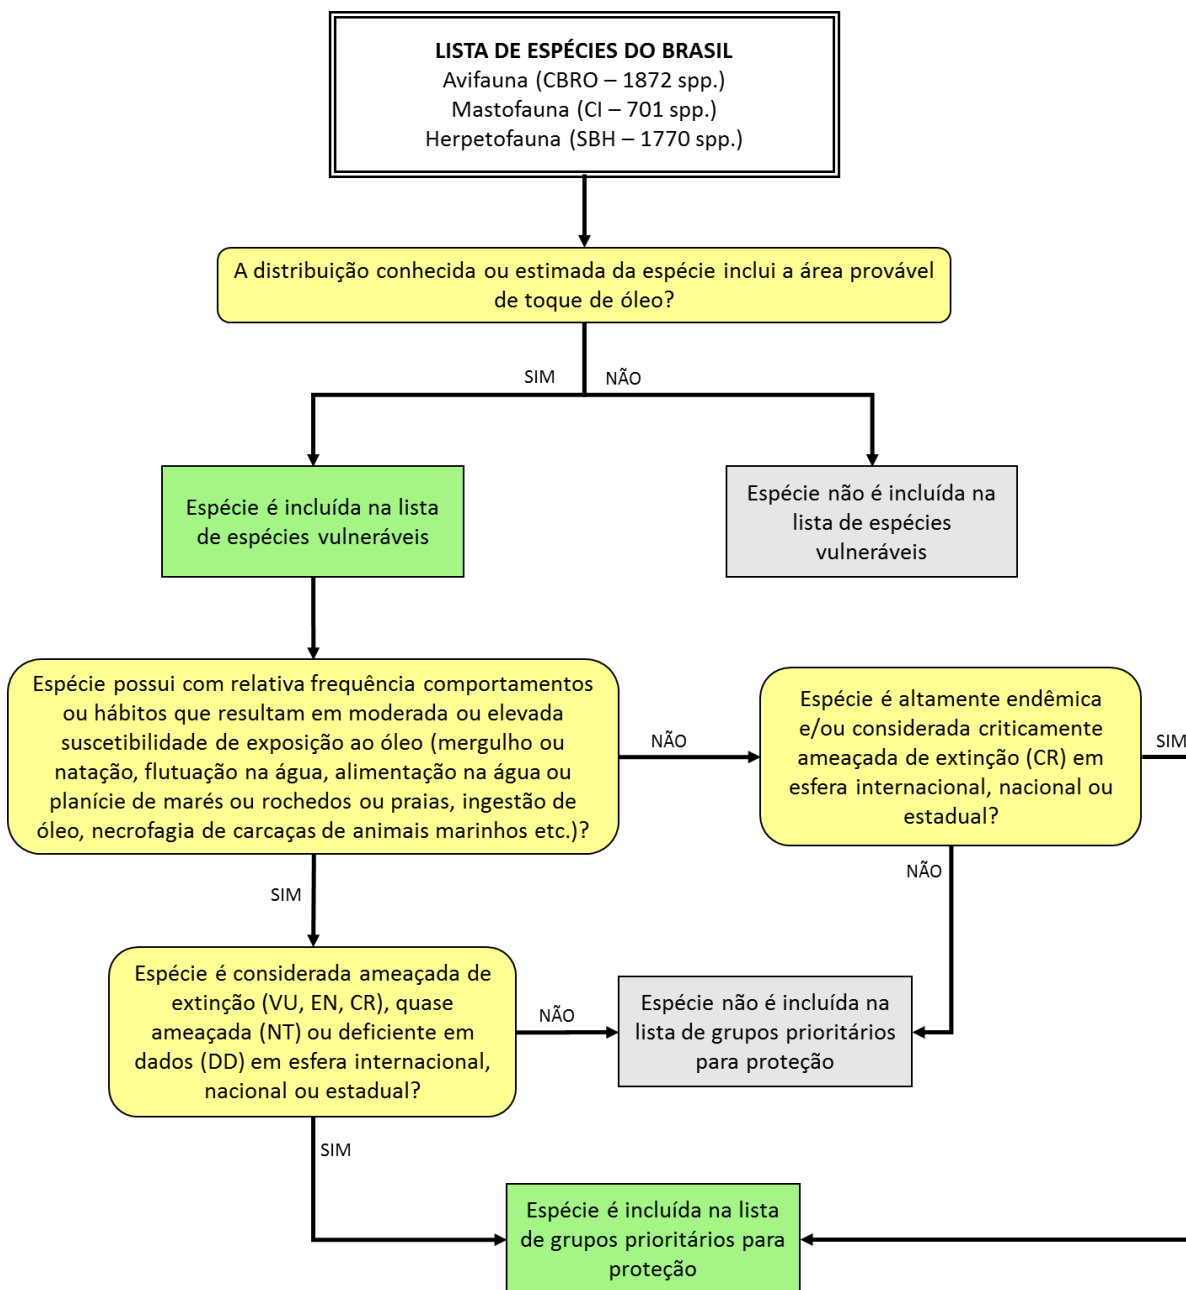 LISTA DE ESPÉCIES DO BRASIL
Avifauna (CBRO – 1872 spp.)
Mastofauna (CI – 701 spp.)
Herpetofauna (SBH – 1770 spp.)
A distribuição conhecida ou estimada da espécie inclui a área provável
de toque de óleo?
SIM
NÃO
Espécie é incluída na lista
de espécies vulneráveis
Espécie não é incluída na
lista de espécies
vulneráveis
Espécie possui com relativa frequência comportamentos
ou hábitos que resultam em moderada ou elevada
suscetibilidade de exposição ao óleo (mergulho ou
natação, flutuação na água, alimentação na água ou
planície de marés ou rochedos ou praias, ingestão de
óleo, necrofagia de carcaças de animais marinhos etc.)?
NÃO
Espécie é altamente endêmica
e/ou considerada criticamente
ameaçada de extinção (CR) em
esfera internacional, nacional ou
estadual?
SIM
NÃO
SIM
Espécie é considerada ameaçada de
extinção (VU, EN, CR), quase
ameaçada (NT) ou deficiente em
dados (DD) em esfera internacional,
nacional ou estadual?
NÃO
Espécie não é incluída na
lista de grupos prioritários
para proteção
SIM
Espécie é incluída na lista
de grupos prioritários para
proteção